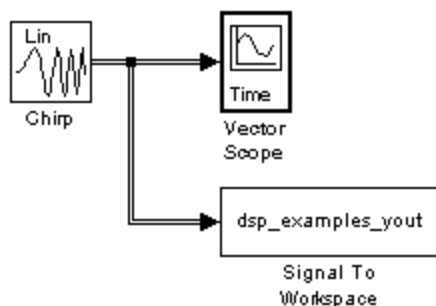 Lin
Chirp
Time
Vector
Scope
dsp_examples_yout
Signal To
Workspace